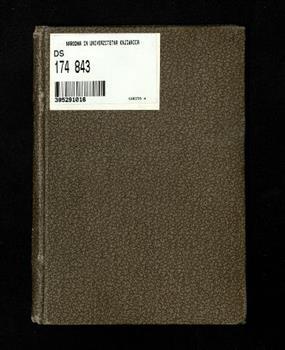 NARODNA IN UNIVERZITETNA KNJIŽNICA
DS
174 843
395291016